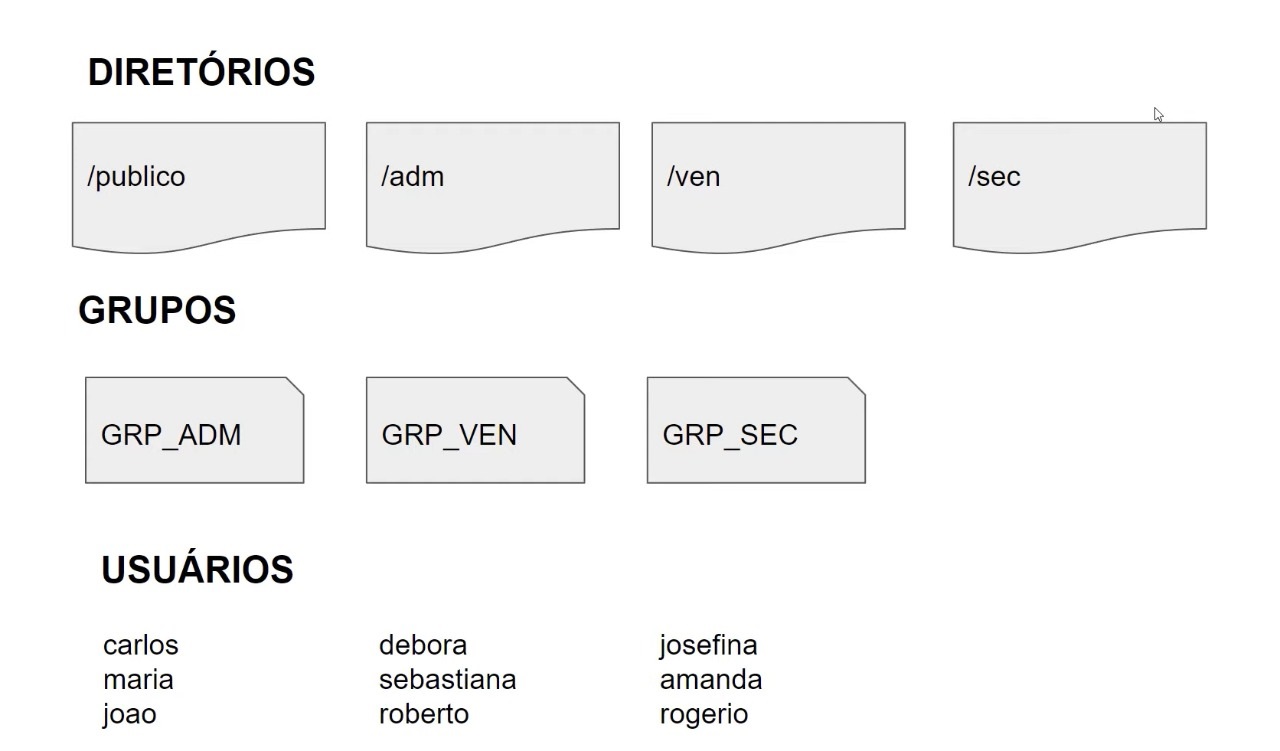 DIRETÓRIOS
/publico
/adm
/ven
/sec
GRUPOS
GRP_ADM
GRP_VEN
GRP_SEC
USUÁRIOS
carlos
maria
joao
debora
sebastiana
roberto
josefina
amanda
rogerio